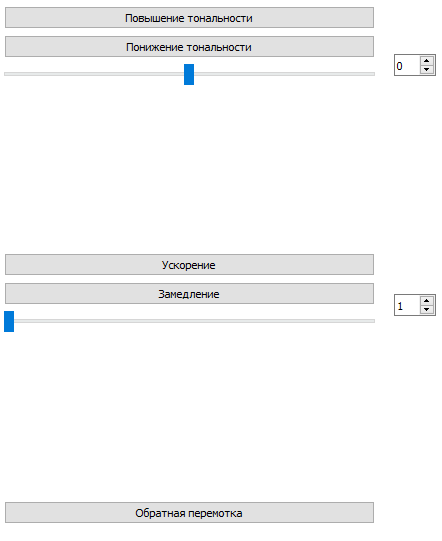 Повышение тональности
Понижение тональности
0
Ускорение
Замедление
1
Обратная перемотка